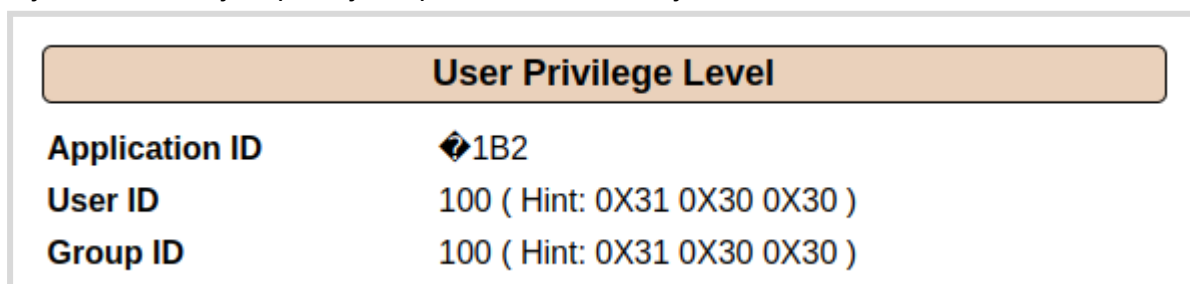 User Privilege Level
Application ID �1B2
User ID 100 ( Hint: 0X31 0X30 0X30 )
Group ID 100 ( Hint: 0X31 0X30 0X30 )